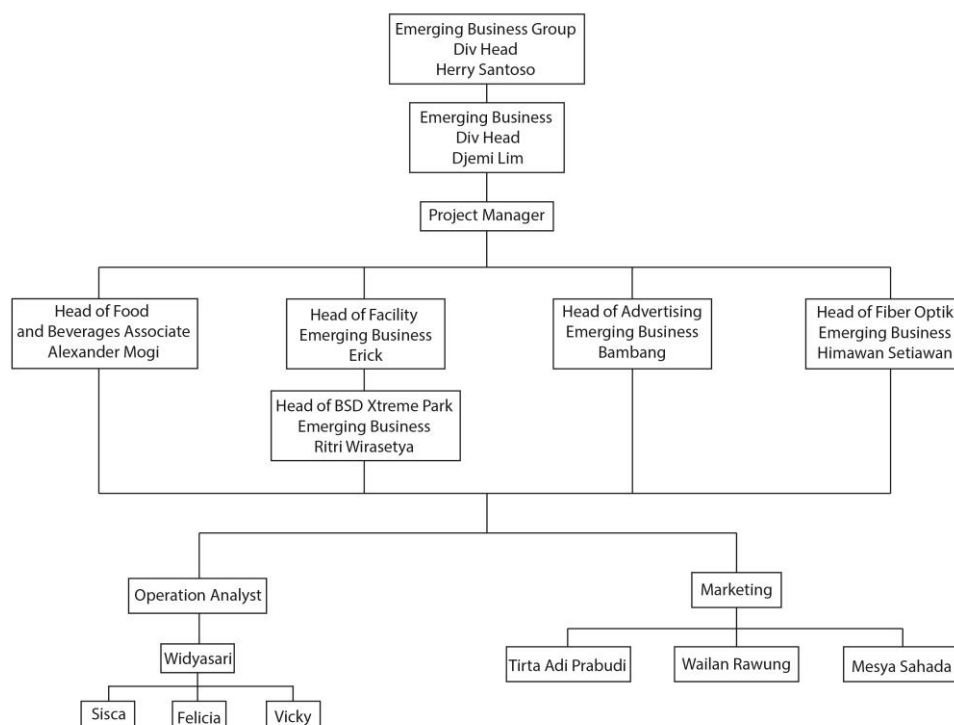 Emerging Business Group
Div Head
Herry Santoso
Emerging Business
Div Head
Djemi Lim
Project Manager
Head of Food
and Beverages Associate
Alexander Mogi
Head of Facility
Emerging Business
Erick
Head of Advertising
Emerging Business
Bambang
Head of Fiber Optik
Emerging Business
Himawan Setiawan
Head of BSD Xtreme Park
Emerging Business
Ritri Wirasetya
Operation Analyst
Marketing
Widyasari
Tirta Adi Prabudi
Wailan Rawung
Mesya Sahada
Sisca
Felicia
Vicky